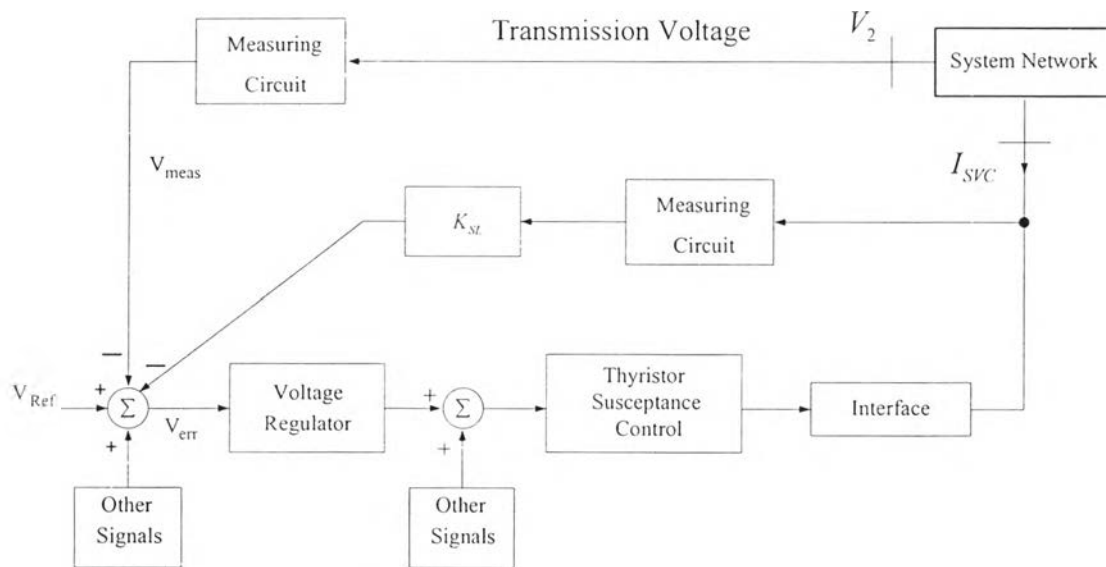 Transmission Voltage
V2
Measuring
Circuit
System Network
Vmeas
ISVC
KSL
Measuring
Circuit
−
−
+
VRef
Σ
+
Verr
Voltage
Regulator
+
Σ
+
Thyristor
Susceptance
Control
Interface
Other
Signals
Other
Signals